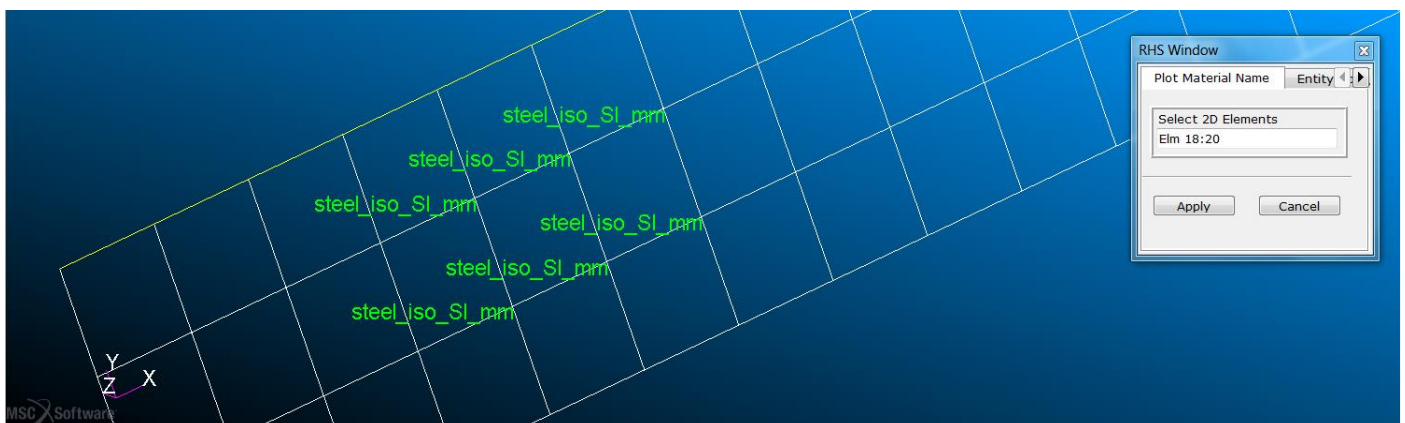 steel_iso_SI_mm
steel_iso_SI_mm
steel_iso_SI_mm
steel_iso_SI_mm
steel_iso_SI_mm
steel_iso_SI_mm
Y
Z X
MSC Software
RHS Window
Plot Material Name Entity
Select 2D Elements
Elm 18:20
Apply Cancel